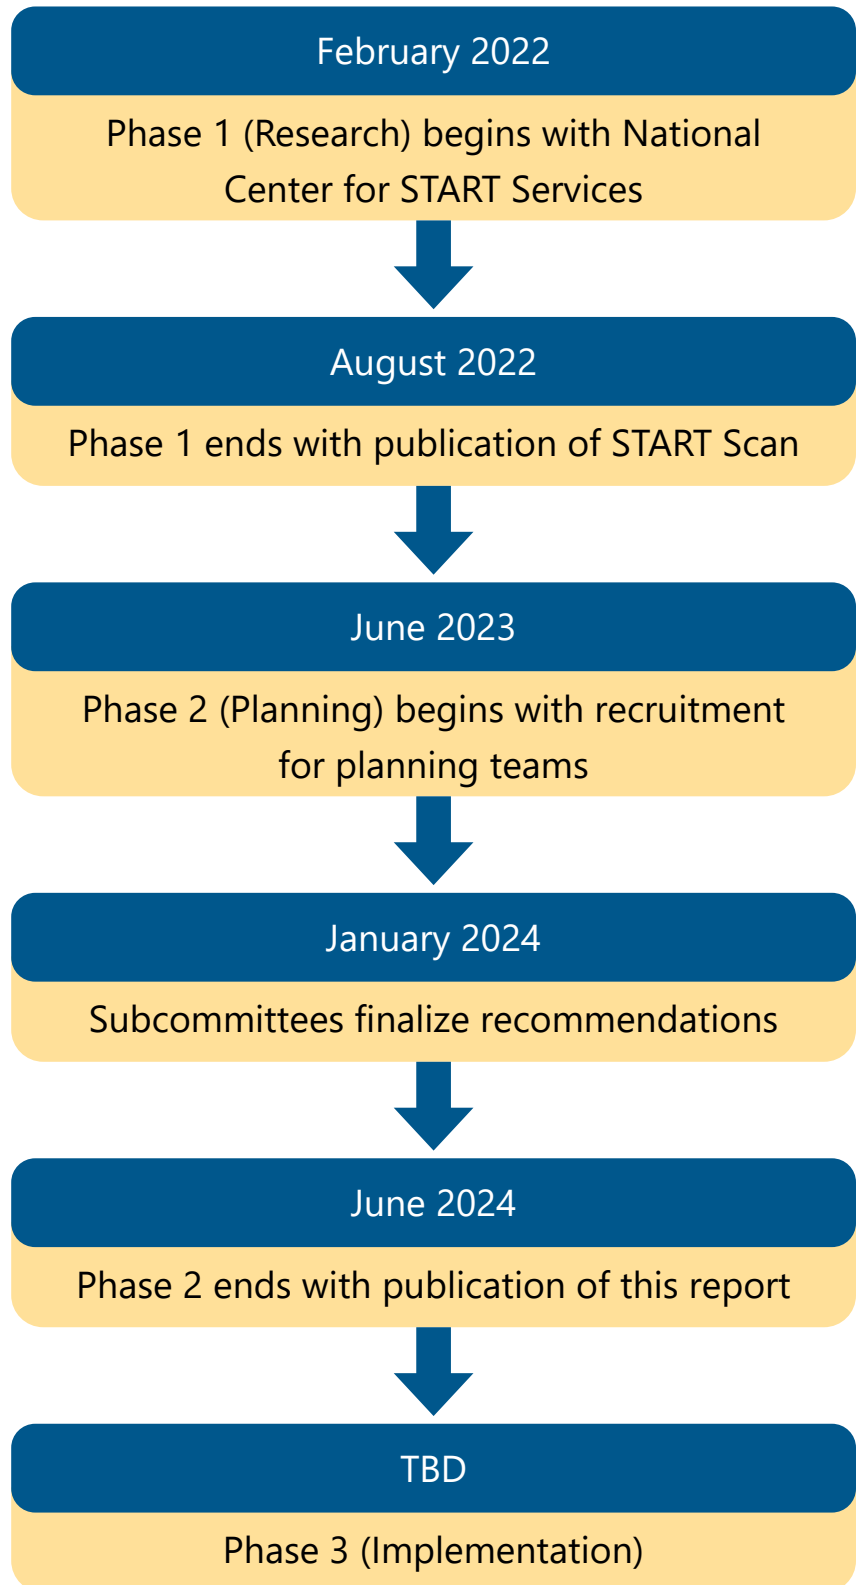 February 2022
Phase 1 (Research) begins with National
Center for START Services
August 2022
Phase 1 ends with publication of START Scan
June 2023
Phase 2 (Planning) begins with recruitment
for planning teams
January 2024
Subcommittees finalize recommendations
June 2024
Phase 2 ends with publication of this report
TBD
Phase 3 (Implementation)